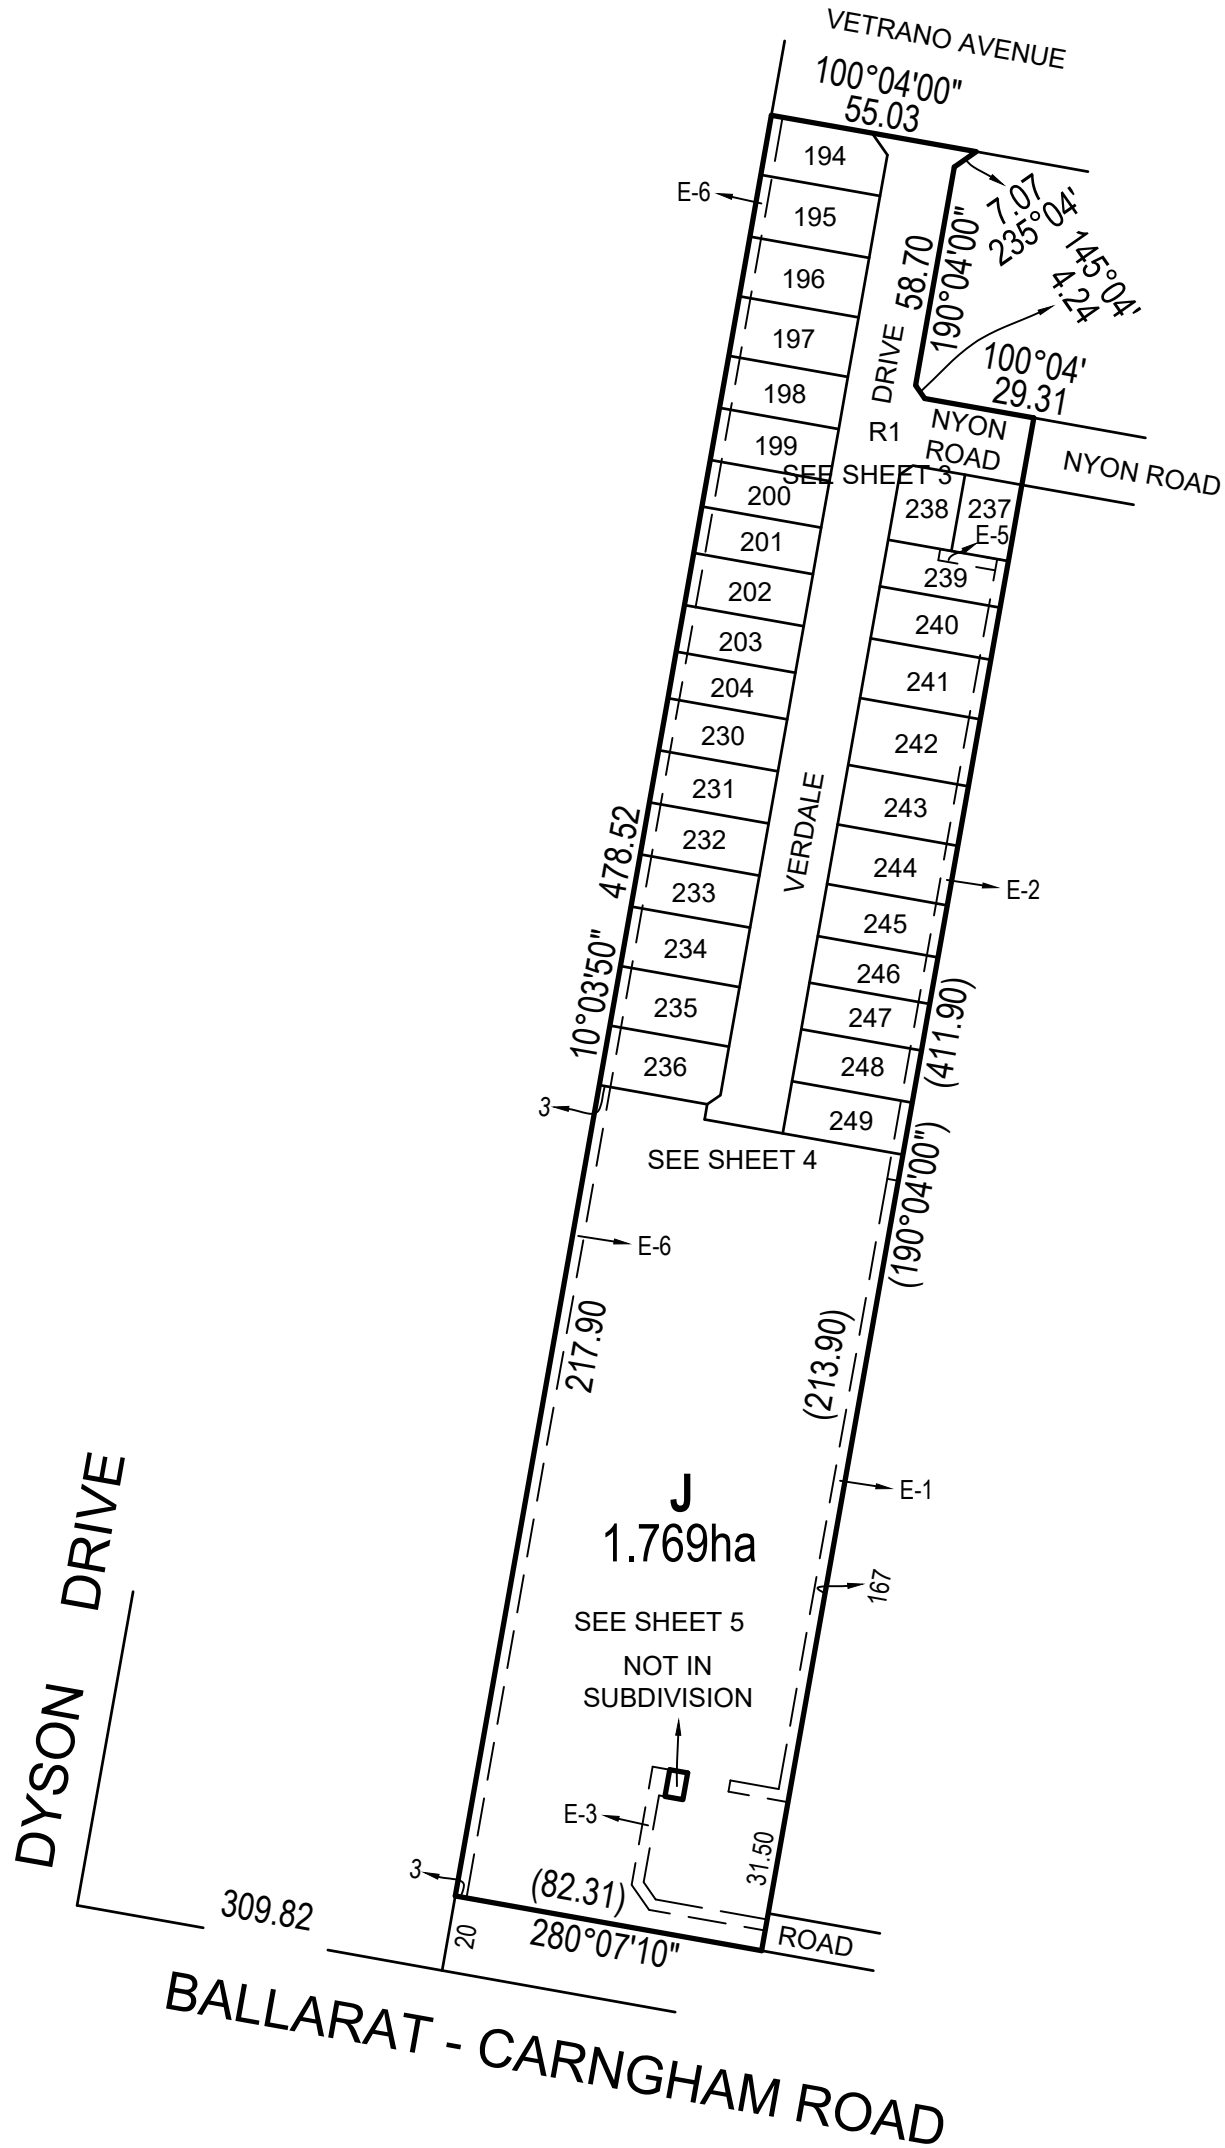 VETRANO AVENUE
100°04'00"
55.03
194
E-6
195
7.07
235°04'
196
58.70
190°04'00"
145°04'
4.24
197
DRIVE
100°04'
29.31
198
199
R1
NYON
ROAD
NYON ROAD
SEE SHEET 3
200
238
237
201
E-5
239
202
240
203
241
204
230
242
231
243
232
VERDALE
478.52
244
E-2
233
245
234
246
10°03'50"
235
247
(411.90)
236
248
3
249
SEE SHEET 4
(190°04'00")
E-6
217.90
(213.90)
J
1.769ha
E-1
167
SEE SHEET 5
NOT IN
SUBDIVISION
DYSON DRIVE
E-3
31.50
3
(82.31)
309.82
20
280°07'10"
ROAD
BALLARAT - CARNGHAM ROAD